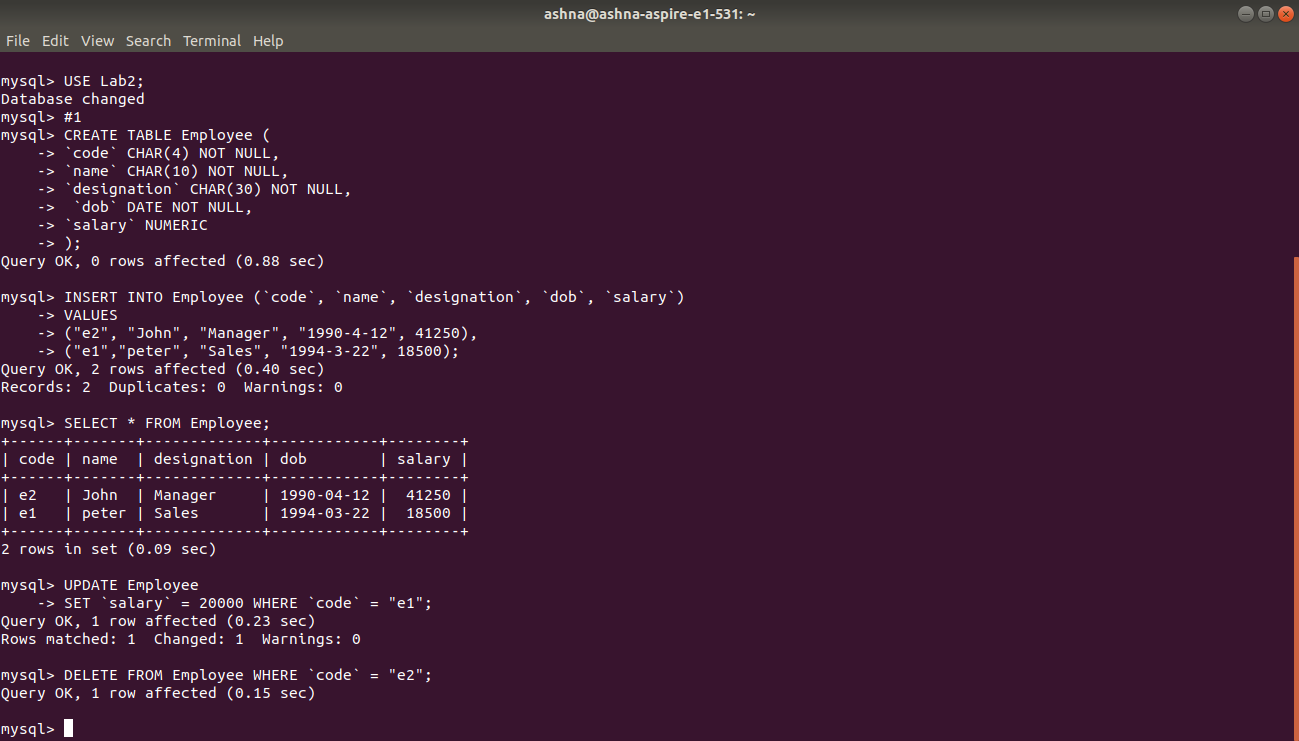 ashna@ashna-aspire-e1-531: ~
File Edit View Search Terminal Help
mysql> USE Lab2;
Database changed
mysql> #1
mysql> CREATE TABLE Employee (
    -> `code` CHAR(4) NOT NULL,
    -> `name` CHAR(10) NOT NULL,
    -> `designation` CHAR(30) NOT NULL,
    ->  `dob` DATE NOT NULL,
    -> `salary` NUMERIC
    -> );
Query OK, 0 rows affected (0.88 sec)

mysql> INSERT INTO Employee (`code`, `name`, `designation`, `dob`, `salary`)
    -> VALUES
    -> ("e2", "John", "Manager", "1990-4-12", 41250),
    -> ("e1","peter", "Sales", "1994-3-22", 18500);
Query OK, 2 rows affected (0.40 sec)
Records: 2  Duplicates: 0  Warnings: 0

mysql> SELECT * FROM Employee;
+------+-------+-------------+------------+--------+
| code | name  | designation | dob        | salary |
+------+-------+-------------+------------+--------+
| e2   | John  | Manager     | 1990-04-12 |  41250 |
| e1   | peter | Sales       | 1994-03-22 |  18500 |
+------+-------+-------------+------------+--------+
2 rows in set (0.09 sec)

mysql> UPDATE Employee
    -> SET `salary` = 20000 WHERE `code` = "e1";
Query OK, 1 row affected (0.23 sec)
Rows matched: 1  Changed: 1  Warnings: 0

mysql> DELETE FROM Employee WHERE `code` = "e2";
Query OK, 1 row affected (0.15 sec)

mysql>